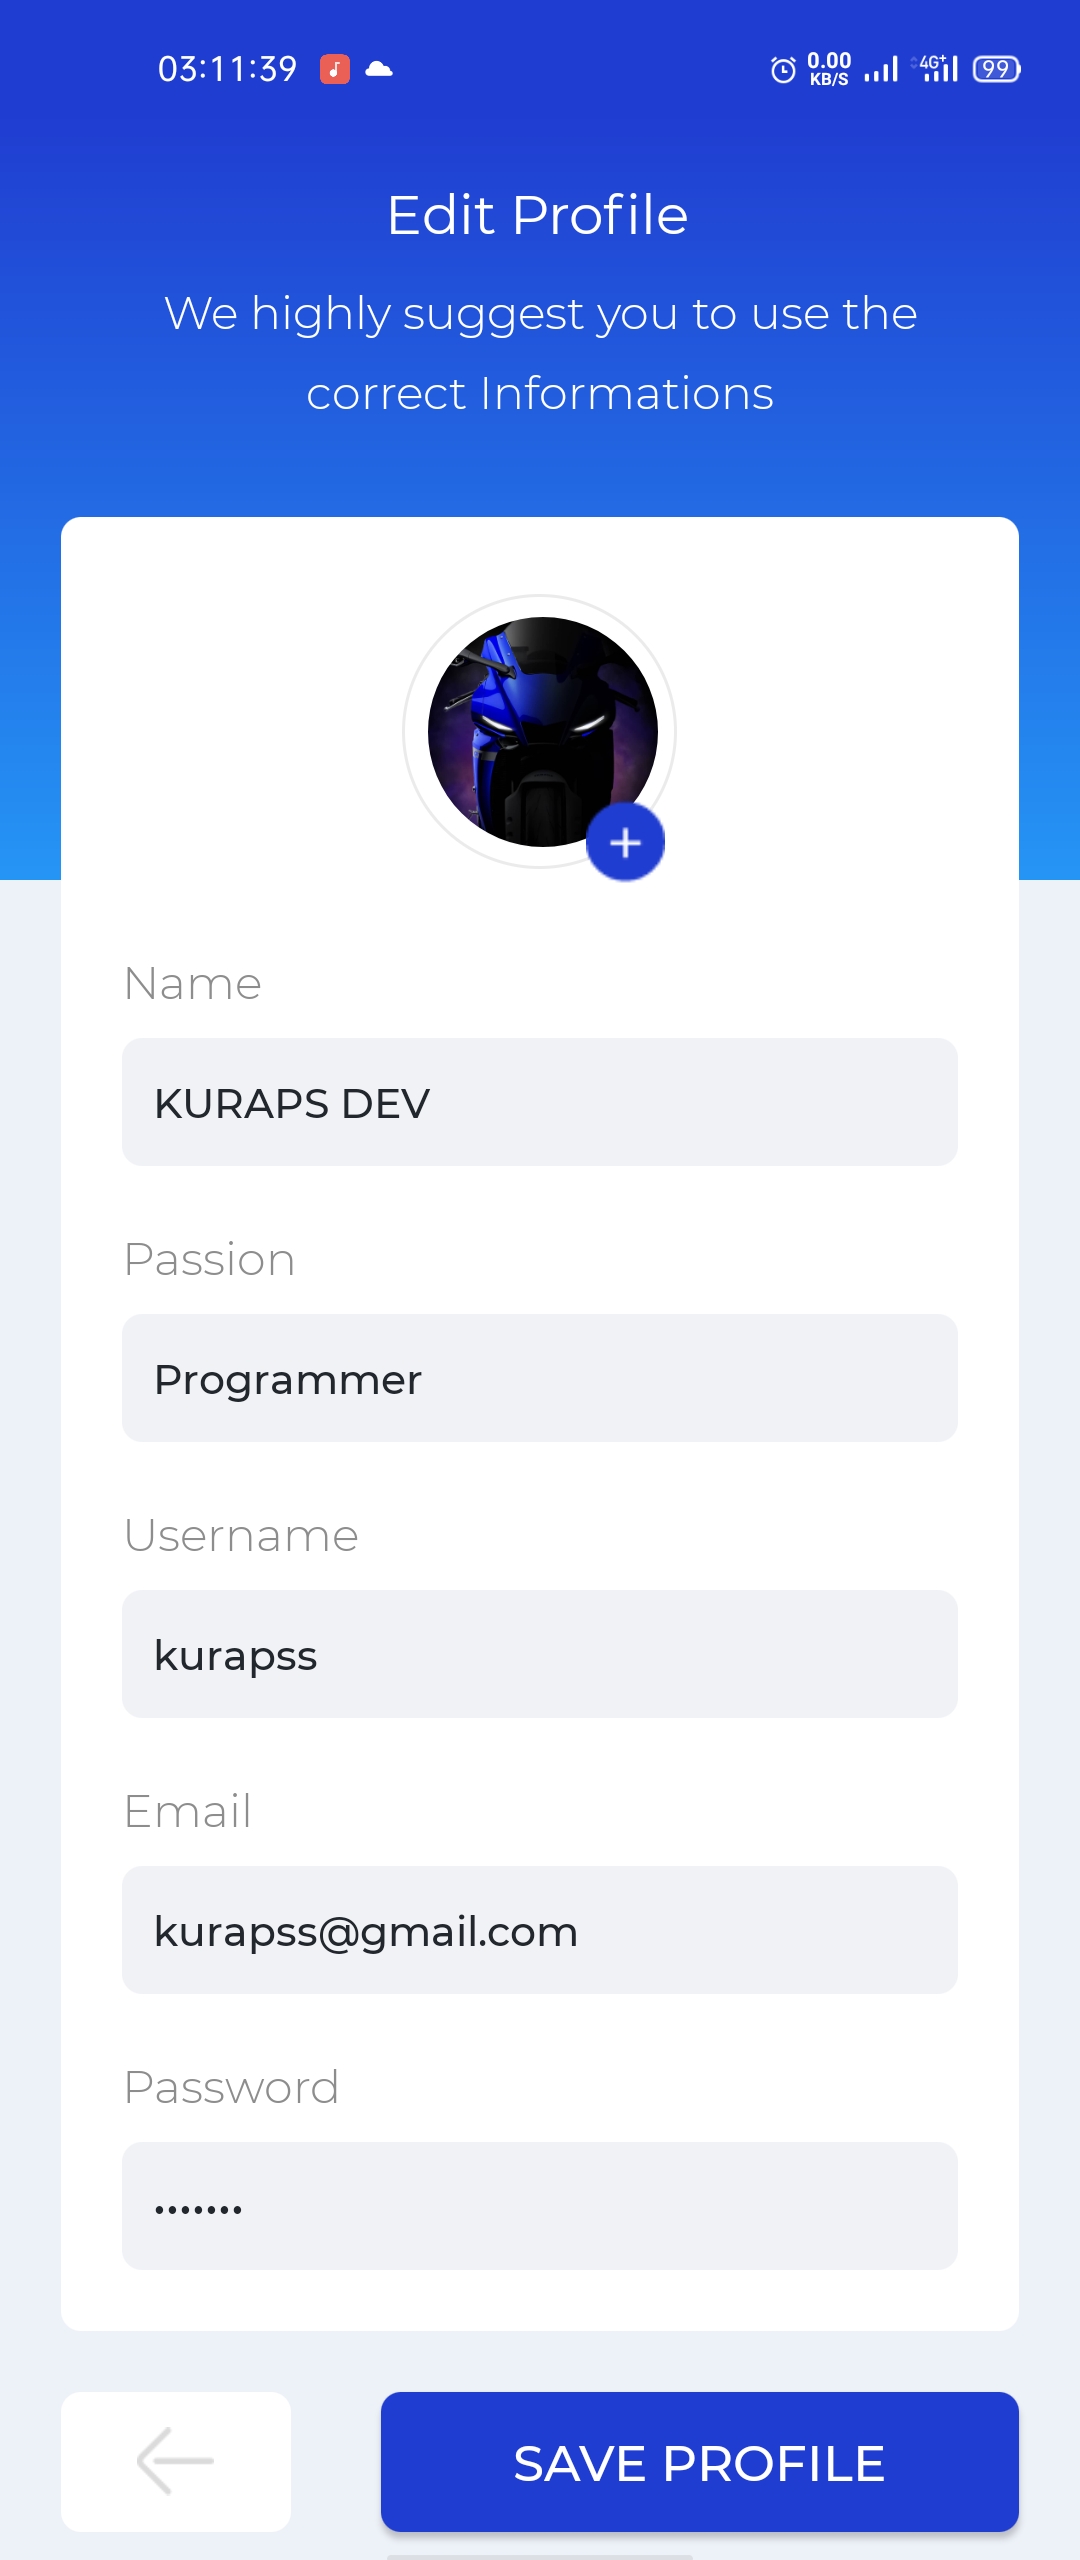 03:11:39 0.00 KB/S 4G+ 99
Edit Profile
We highly suggest you to use the
correct Informations
Name
KURAPS DEV
Passion
Programmer
Username
kurapss
Email
kurapss@gmail.com
Password
•••••••
SAVE PROFILE